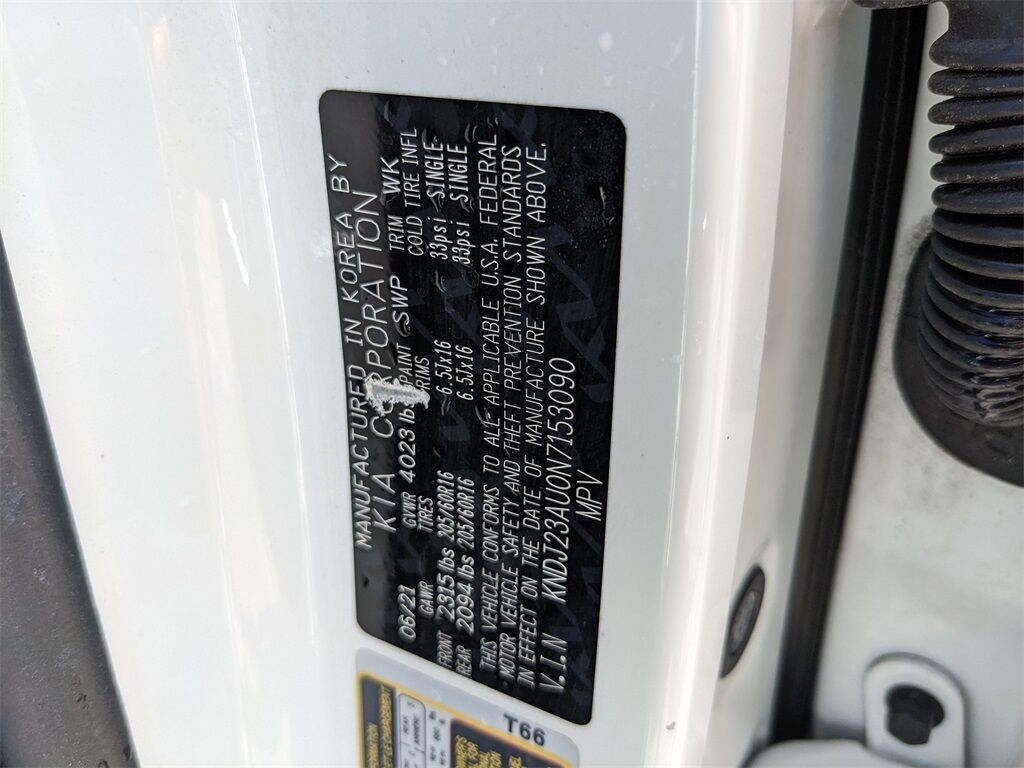 MANUFACTURED IN KOREA BY
KIA CORPORATION
06/21 GVWR 4023 lb PAINT SWP TRIM WK
GAWR TIRES RIMS COLD TIRE INFL
FRONT 2315 lbs 205/60R16 6.5Jx16 33psi SINGLE
REAR 2094 lbs 205/60R16 6.5Jx16 33psi SINGLE
THIS VEHICLE CONFORMS TO ALL APPLICABLE U.S.A. FEDERAL
MOTOR VEHICLE SAFETY AND THEFT PREVENTION STANDARDS
IN EFFECT ON THE DATE OF MANUFACTURE SHOWN ABOVE.
V.I.N KNDJ23AU0N7153090
MPV
T66